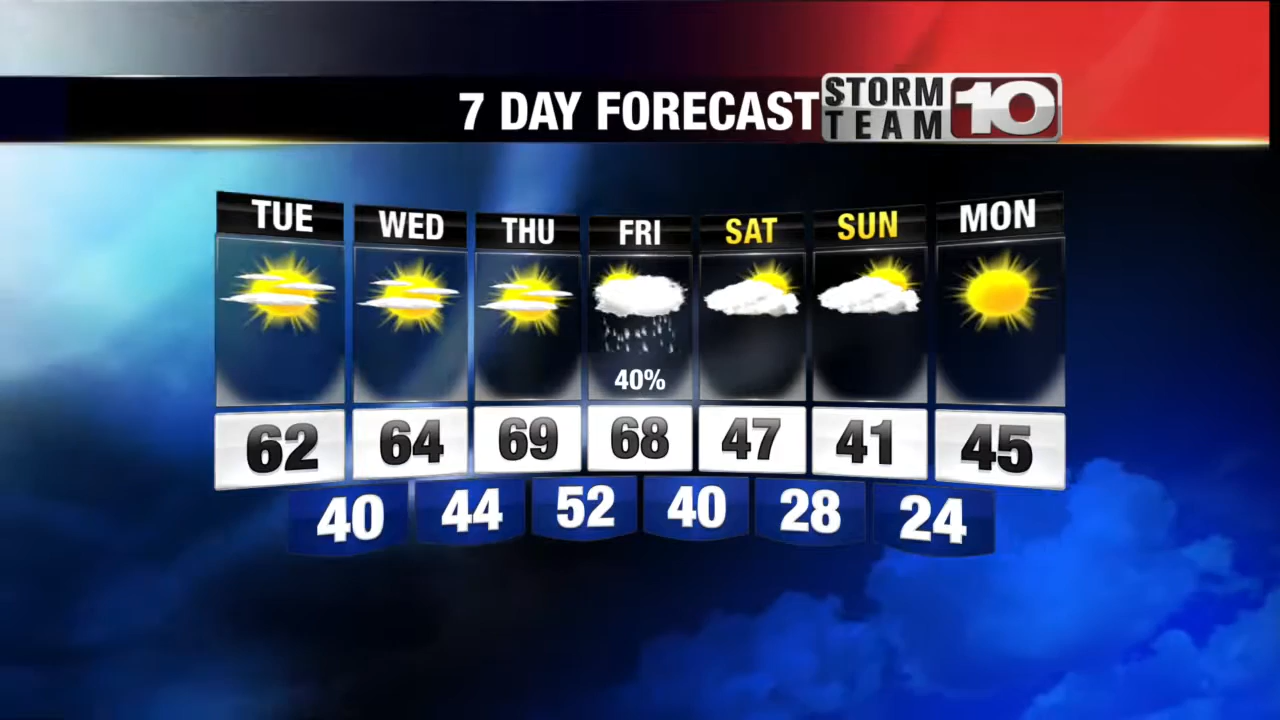 7 DAY FORECAST STORM TEAM 10
TUE WED THU FRI SAT SUN MON
40%
62 64 69 68 47 41 45
40 44 52 40 28 24